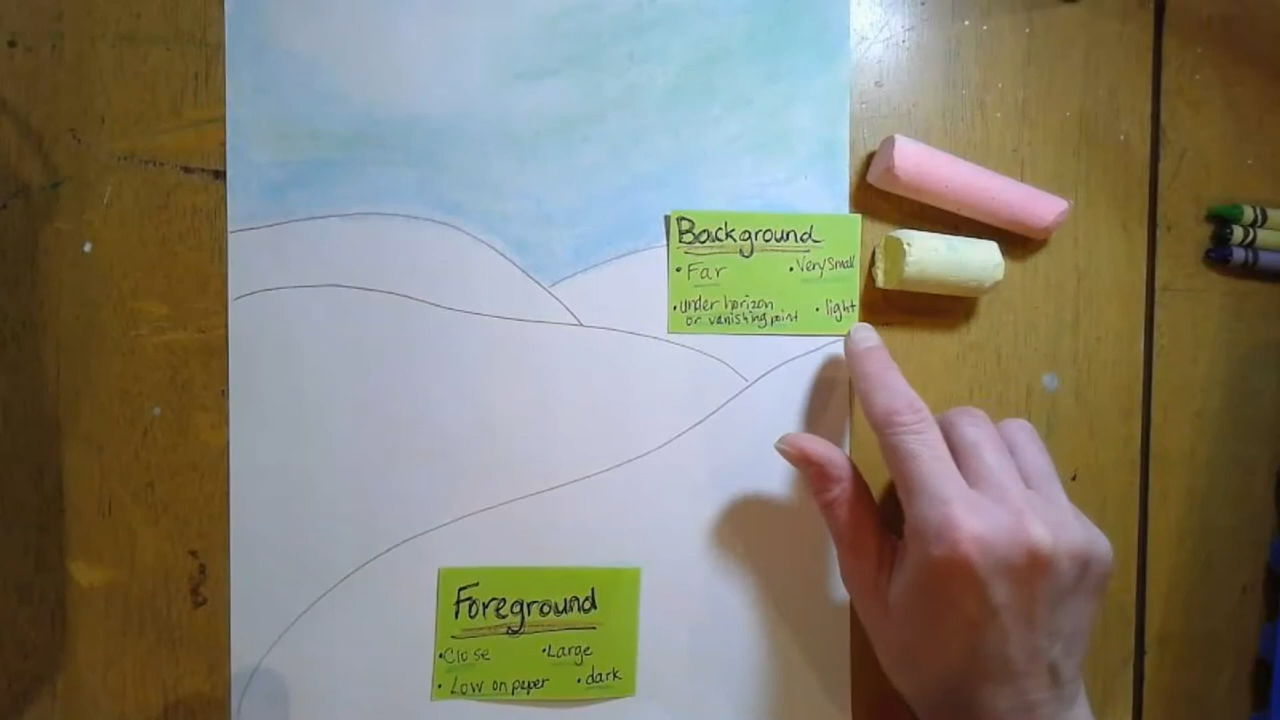 Background
• Far • Very Small
• under horizon
or vanishing point • light
Foreground
• Close • Large
• Low on paper • dark